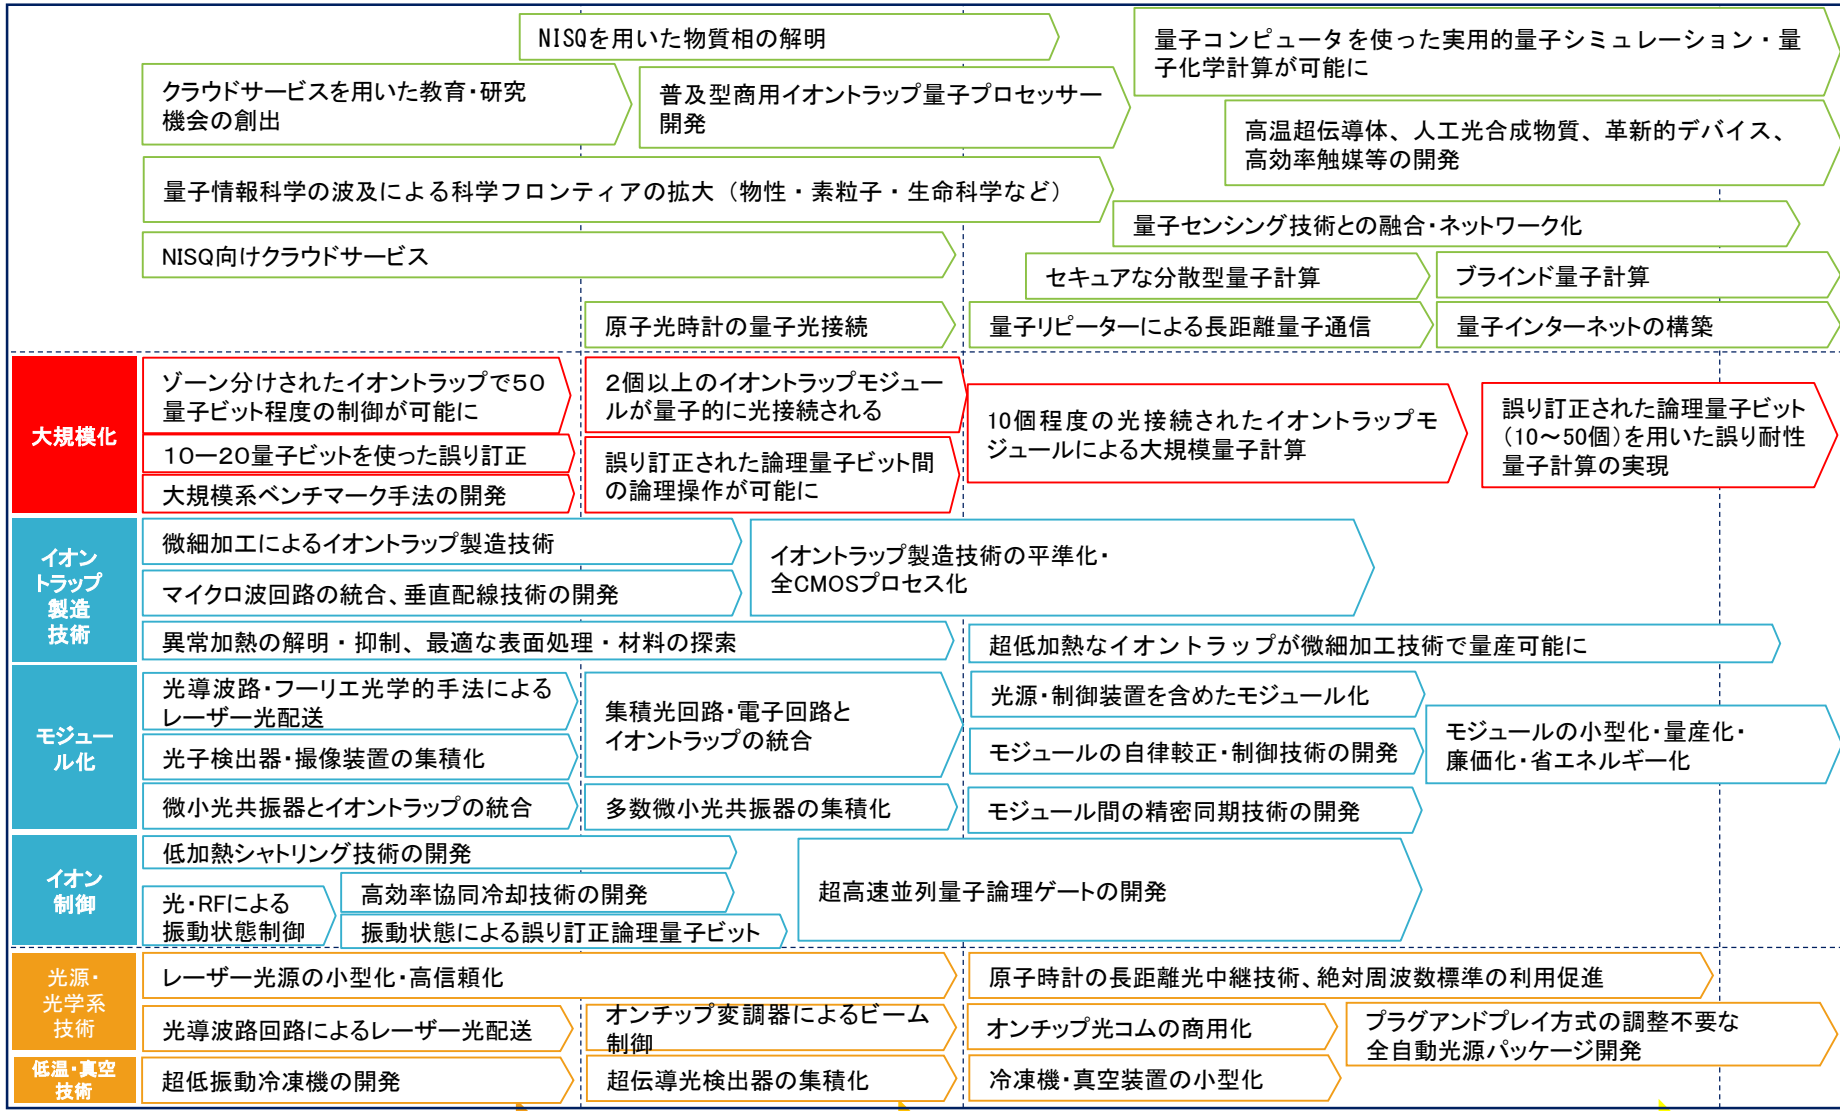 NISQを用いた物質相の解明
量子コンピュータを使った実用的量子シミュレーション・量
子化学計算が可能に
クラウドサービスを用いた教育・研究
機会の創出
普及型商用イオントラップ量子プロセッサー
開発
高温超伝導体、人工光合成物質、革新的デバイス、
高効率触媒等の開発
量子情報科学の波及による科学フロンティアの拡大（物性・素粒子・生命科学など）
量子センシング技術との融合・ネットワーク化
NISQ向けクラウドサービス
セキュアな分散型量子計算
ブラインド量子計算
原子光時計の量子光接続
量子リピーターによる長距離量子通信
量子インターネットの構築
大規模化
ゾーン分けされたイオントラップで５０
量子ビット程度の制御が可能に
１０ー２０量子ビットを使った誤り訂正
大規模系ベンチマーク手法の開発
２個以上のイオントラップモジュー
ルが量子的に光接続される
誤り訂正された論理量子ビット間
の論理操作が可能に
10個程度の光接続されたイオントラップモ
ジュールによる大規模量子計算
誤り訂正された論理量子ビット
（10～50個）を用いた誤り耐性
量子計算の実現
イオン
トラップ
製造
技術
微細加工によるイオントラップ製造技術
マイクロ波回路の統合、垂直配線技術の開発
イオントラップ製造技術の平準化・
全CMOSプロセス化
異常加熱の解明・抑制、最適な表面処理・材料の探索
超低加熱なイオントラップが微細加工技術で量産可能に
モジュー
ル化
光導波路・フーリエ光学的手法による
レーザー光配送
光子検出器・撮像装置の集積化
微小光共振器とイオントラップの統合
集積光回路・電子回路と
イオントラップの統合
多数微小光共振器の集積化
光源・制御装置を含めたモジュール化
モジュールの自律較正・制御技術の開発
モジュール間の精密同期技術の開発
モジュールの小型化・量産化・
廉価化・省エネルギー化
イオン
制御
低加熱シャトリング技術の開発
光・RFによる
振動状態制御
高効率協同冷却技術の開発
振動状態による誤り訂正論理量子ビット
超高速並列量子論理ゲートの開発
光源・
光学系
技術
レーザー光源の小型化・高信頼化
原子時計の長距離光中継技術、絶対周波数標準の利用促進
光導波路回路によるレーザー光配送
オンチップ変調器によるビーム
制御
オンチップ光コムの商用化
プラグアンドプレイ方式の調整不要な
全自動光源パッケージ開発
低温・真空
技術
超低振動冷凍機の開発
超伝導光検出器の集積化
冷凍機・真空装置の小型化